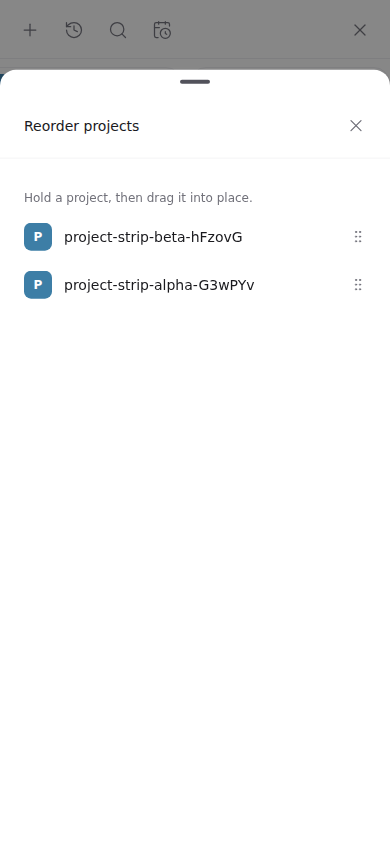 Reorder projects
Hold a project, then drag it into place.
P project-strip-beta-hFzovG
P project-strip-alpha-G3wPYv